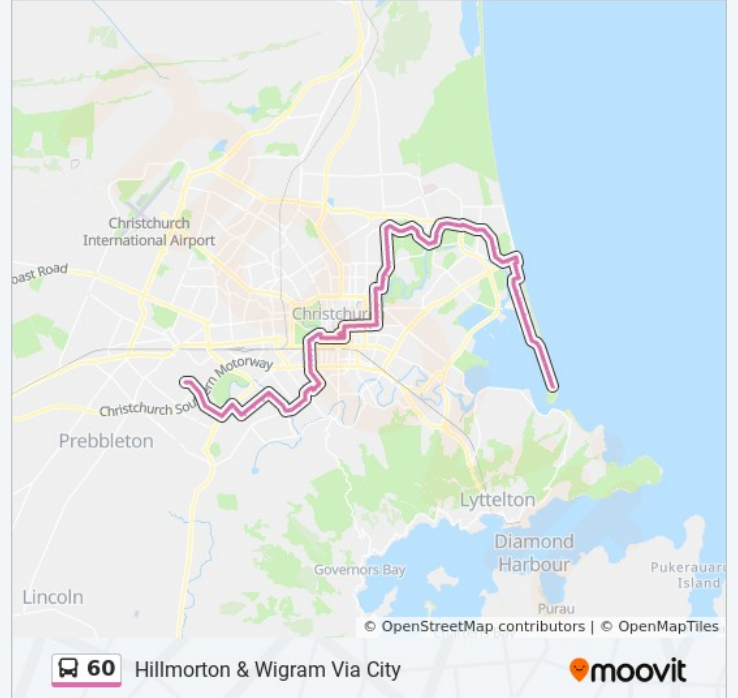 Christchurch
International Airport
oast Road
Christchurc
Christchurch Sou
rn Motorway
Prebbleton
Lyttelton
Diamond
Harbour
Governors Bay
Pukerauaru
Island
Lincoln
Purau
© OpenStreetMap contributors | © OpenMapTiles
60 Hillmorton & Wigram Via City
moovit